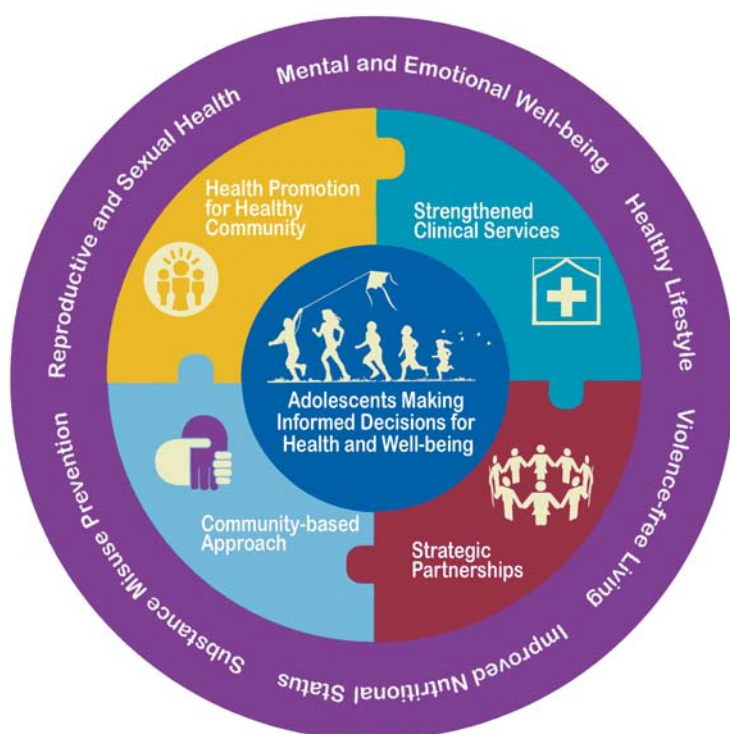 Mental and Emotional Well-being
Healthy Lifestyle
Violence-free Living
Improved Nutritional Status
Substance Misuse Prevention
Reproductive and Sexual Health
Health Promotion
for Healthy
Community
Strengthened
Clinical Services
Adolescents Making
Informed Decisions for
Health and Well-being
Community-based
Approach
Strategic
Partnerships